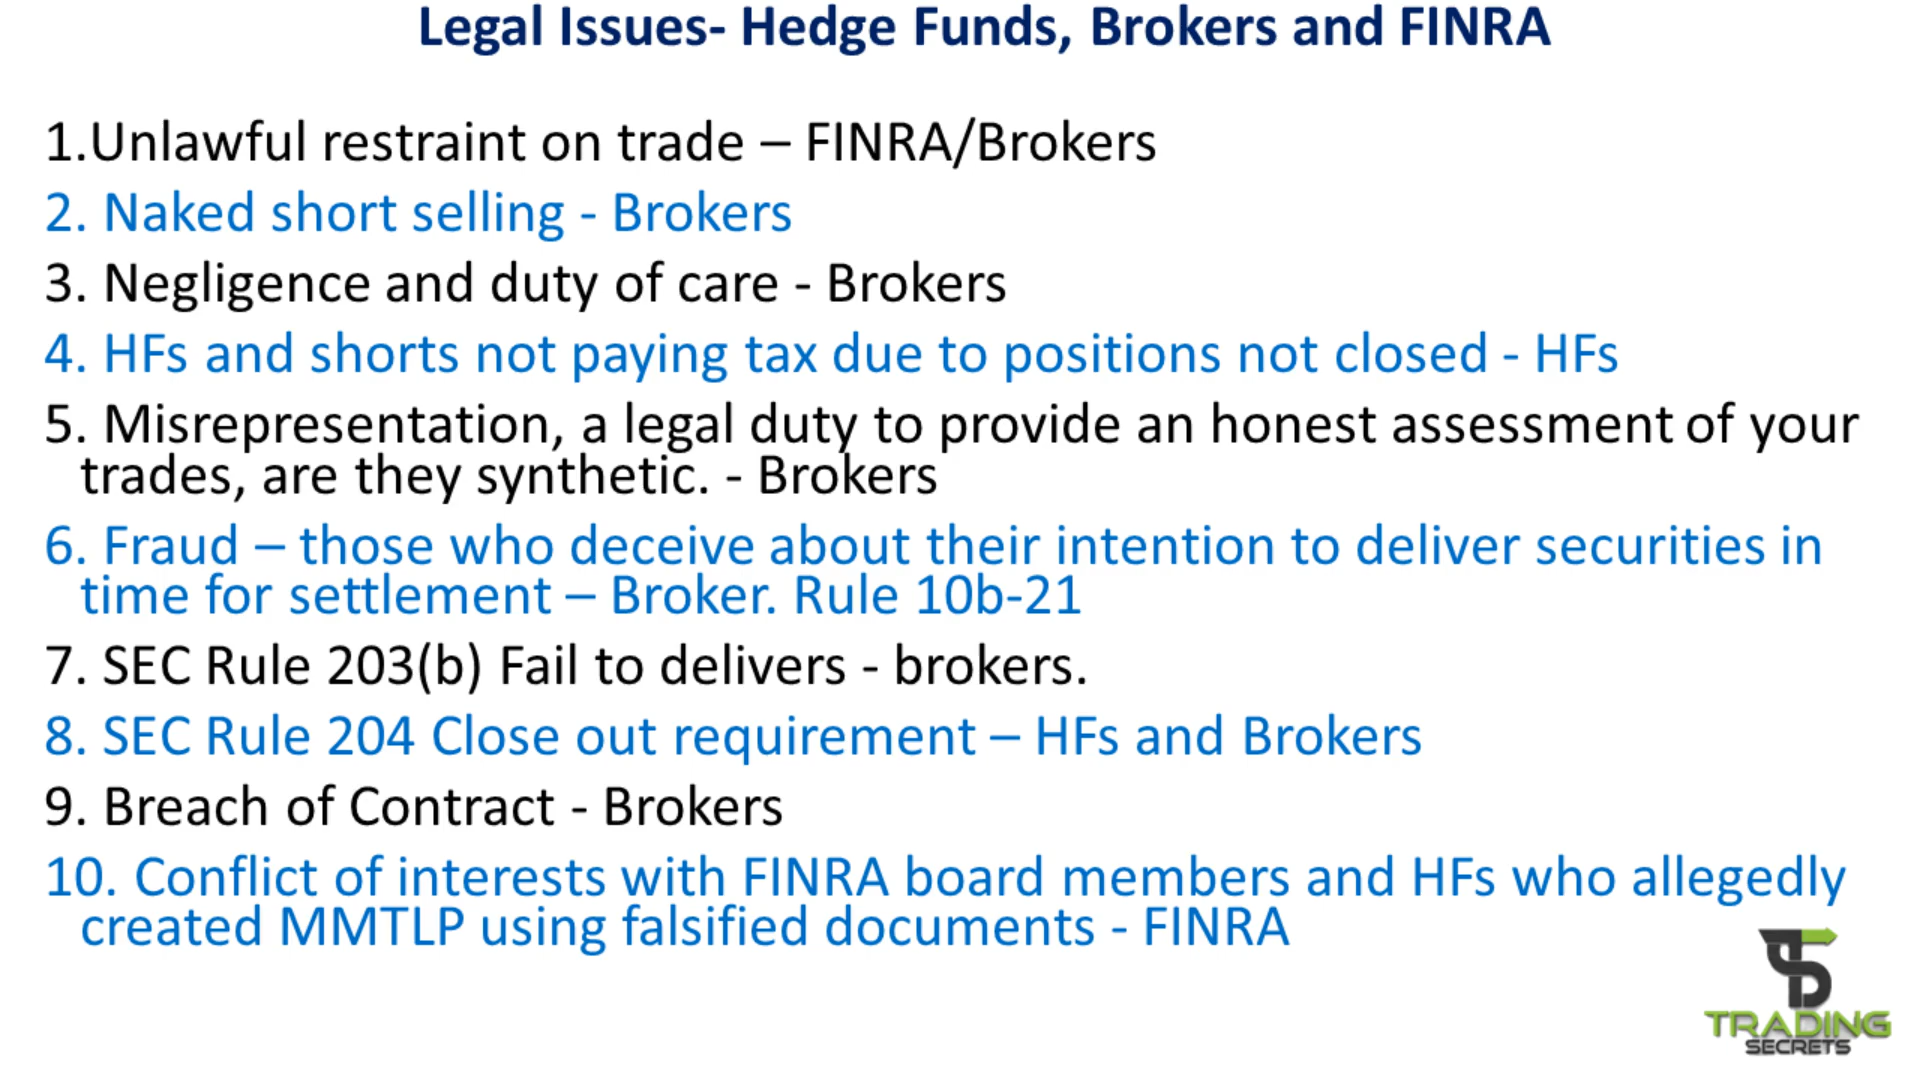 Legal Issues- Hedge Funds, Brokers and FINRA
1.Unlawful restraint on trade – FINRA/Brokers
2. Naked short selling - Brokers
3. Negligence and duty of care - Brokers
4. HFs and shorts not paying tax due to positions not closed - HFs
5. Misrepresentation, a legal duty to provide an honest assessment of your
trades, are they synthetic. - Brokers
6. Fraud – those who deceive about their intention to deliver securities in
time for settlement – Broker. Rule 10b-21
7. SEC Rule 203(b) Fail to delivers - brokers.
8. SEC Rule 204 Close out requirement – HFs and Brokers
9. Breach of Contract - Brokers
10. Conflict of interests with FINRA board members and HFs who allegedly
created MMTLP using falsified documents - FINRA
TRADING
SECRETS